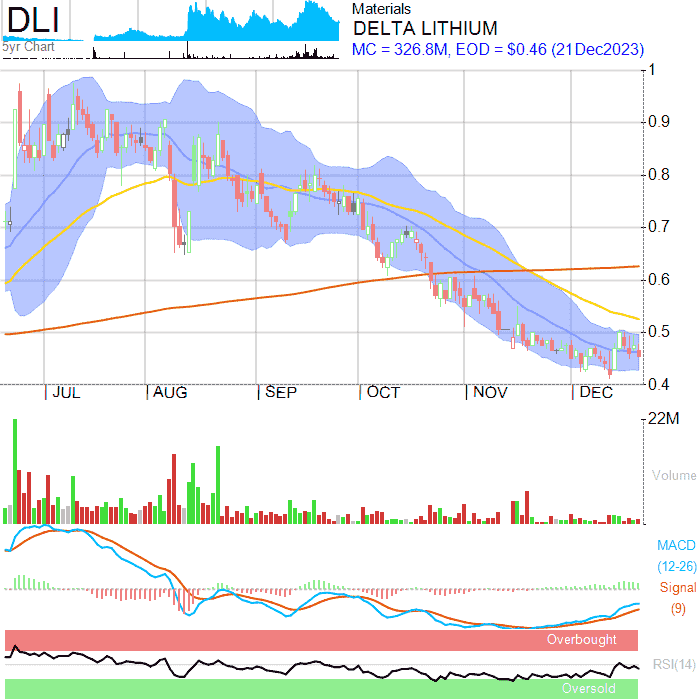 DLI
5yr Chart
Materials
DELTA LITHIUM
MC = 326.8M, EOD = $0.46 (21Dec2023)
1
0.9
0.8
0.7
0.6
0.5
0.4
JUL AUG SEP OCT NOV DEC
22M
Volume
MACD
(12-26)
Signal
(9)
Overbought
RSI(14)
Oversold